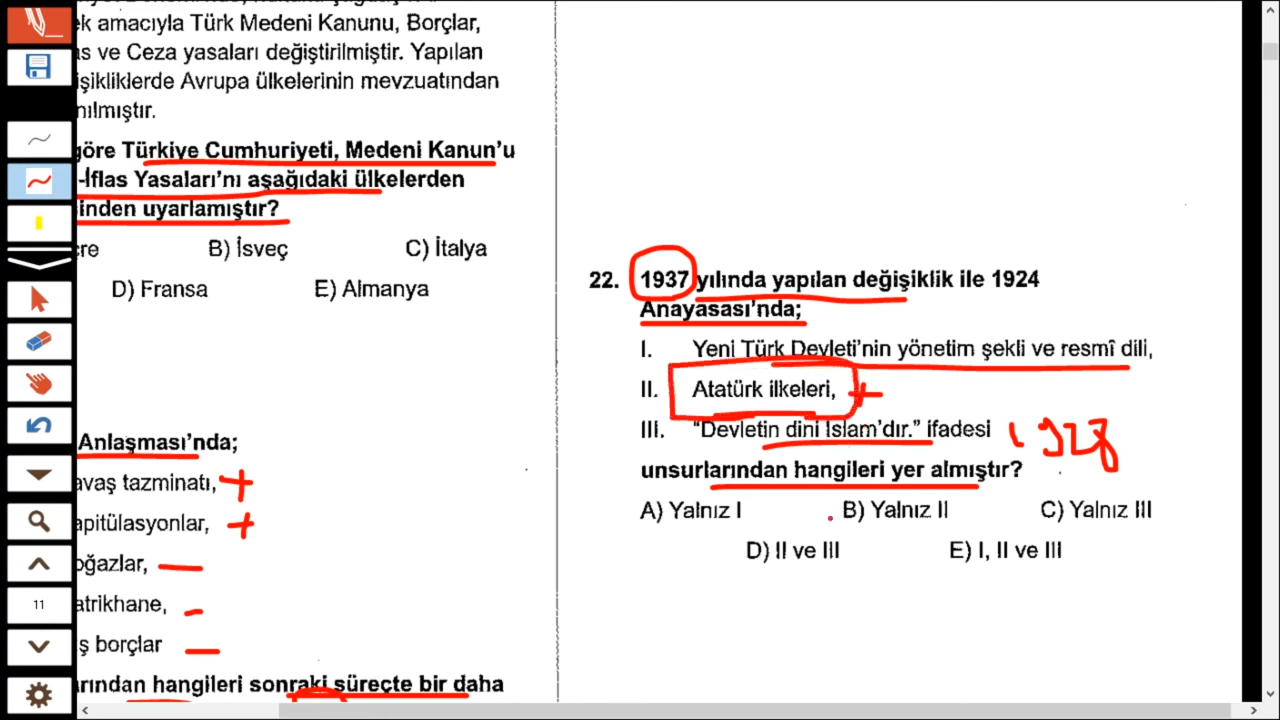 ek amacıyla Türk Medeni Kanunu, Borçlar,
as ve Ceza yasaları değiştirilmiştir. Yapılan
işikliklerde Avrupa ülkelerinin mevzuatından
nılmıştır.
göre Türkiye Cumhuriyeti, Medeni Kanun’u
-İflas Yasaları’nı aşağıdaki ülkelerden
inden uyarlamıştır?
B) İsveç C) İtalya
D) Fransa E) Almanya
Anlaşması’nda;
avaş tazminatı, +
apitülasyonlar, +
oğazlar, —
atrikhane, -
ş borçlar —
arından hangileri sonraki süreçte bir daha
22. 1937 yılında yapılan değişiklik ile 1924
Anayasası’nda;
I. Yeni Türk Devleti’nin yönetim şekli ve resmî dili,
II. Atatürk ilkeleri, +
III. “Devletin dini İslam’dır.” ifadesi 1928
unsurlarından hangileri yer almıştır?
A) Yalnız I B) Yalnız II C) Yalnız III
D) II ve III E) I, II ve III
11